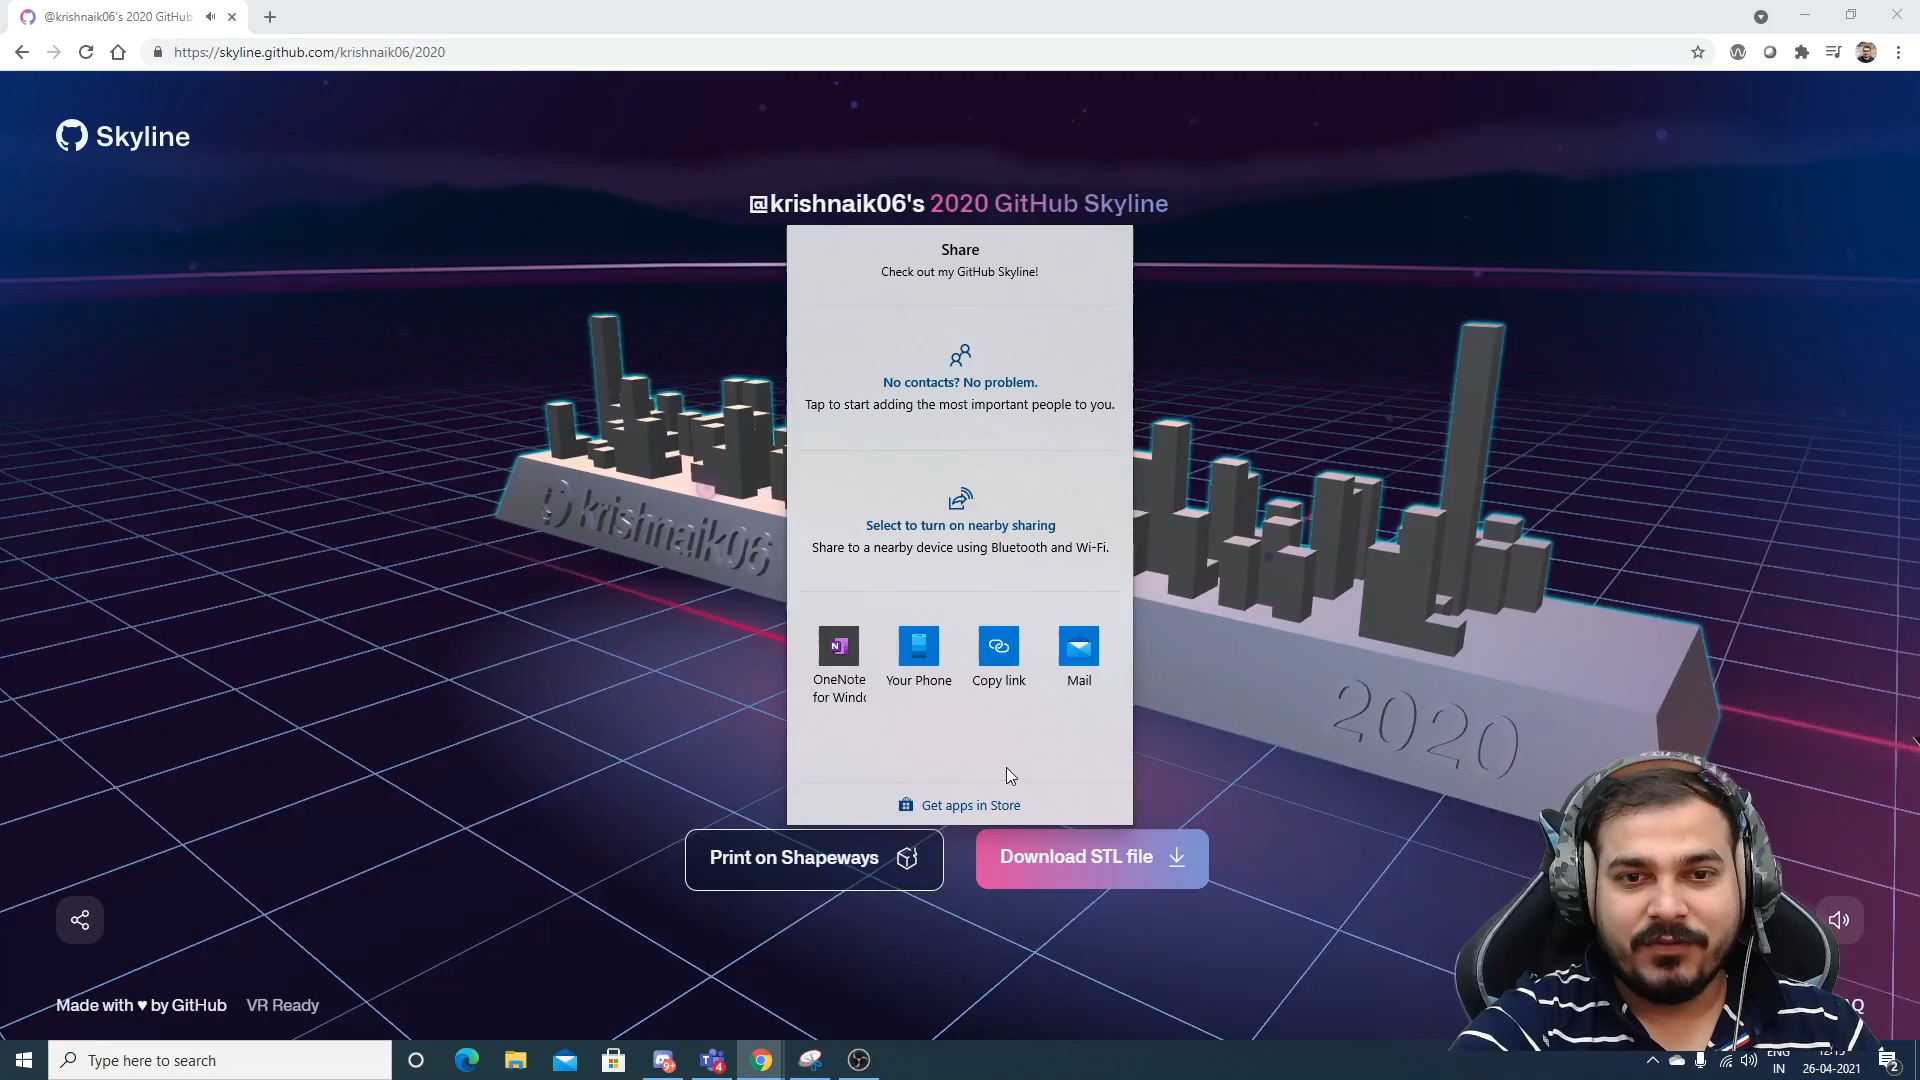 @krishnaik06's 2020 GitHub
https://skyline.github.com/krishnaik06/2020
Skyline
@krishnaik06's 2020 GitHub Skyline
Share
Check out my GitHub Skyline!
No contacts? No problem.
Tap to start adding the most important people to you.
krishnaik06
Select to turn on nearby sharing
Share to a nearby device using Bluetooth and Wi-Fi.
OneNote
for Windo
Your Phone
Copy link
Mail
2020
Get apps in Store
Print on Shapeways
Download STL file
Made with ♥ by GitHub
VR Ready
Type here to search
9+
4
ENG
IN
26-04-2021
2